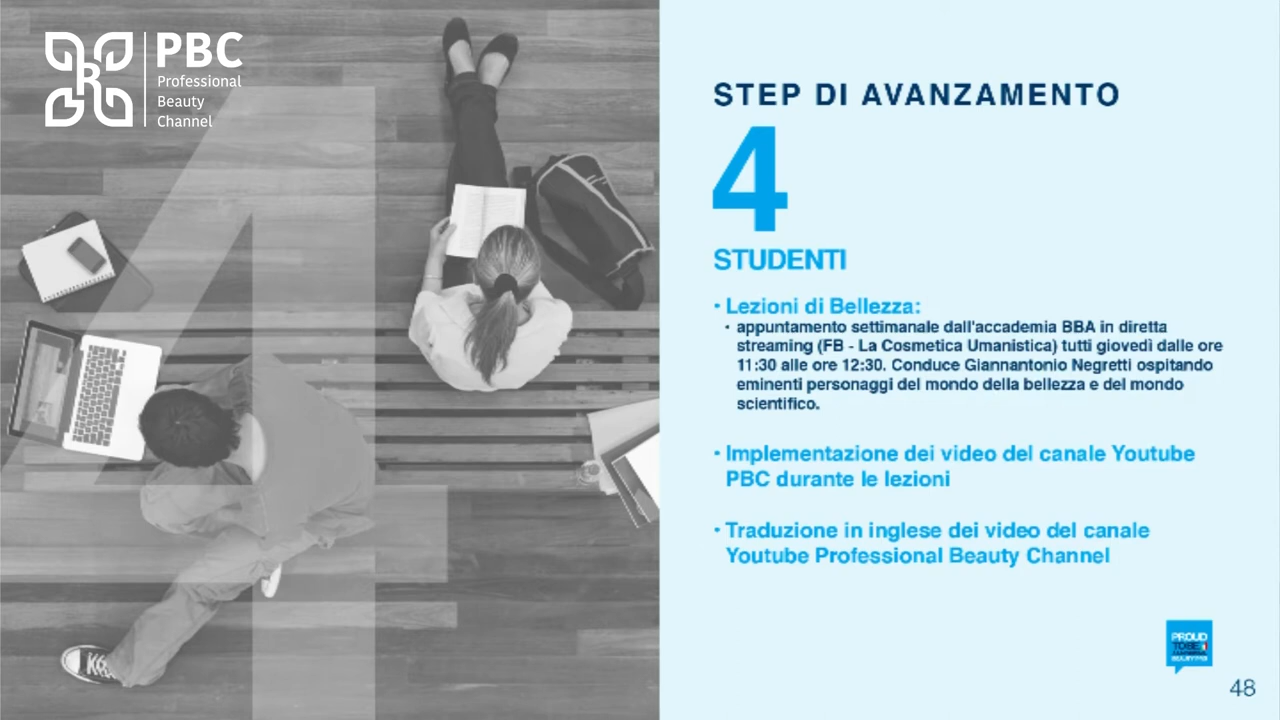 PBC
Professional
Beauty
Channel
STEP DI AVANZAMENTO
4
STUDENTI
• Lezioni di Bellezza:
• appuntamento settimanale dall'accademia BBA in diretta
streaming (FB - La Cosmetica Umanistica) tutti giovedì dalle ore
11:30 alle ore 12:30. Conduce Giannantonio Negretti ospitando
eminenti personaggi del mondo della bellezza e del mondo
scientifico.
• Implementazione dei video del canale Youtube
PBC durante le lezioni
• Traduzione in inglese dei video del canale
Youtube Professional Beauty Channel
PROUD
TOBE
48